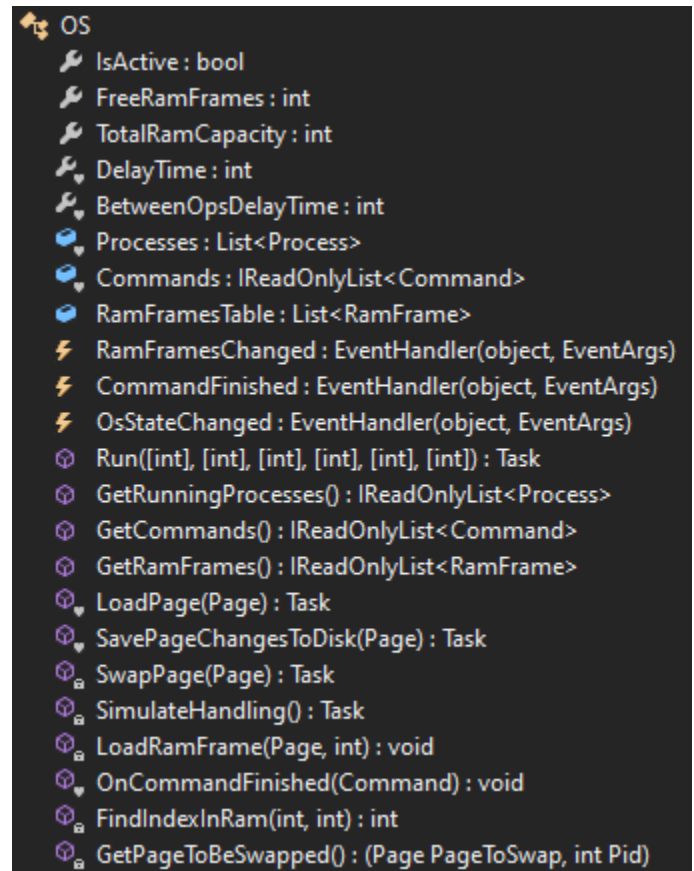 OS
IsActive : bool
FreeRamFrames : int
TotalRamCapacity : int
DelayTime : int
BetweenOpsDelayTime : int
Processes : List<Process>
Commands : IReadOnlyList<Command>
RamFramesTable : List<RamFrame>
RamFramesChanged : EventHandler(object, EventArgs)
CommandFinished : EventHandler(object, EventArgs)
OsStateChanged : EventHandler(object, EventArgs)
Run([int], [int], [int], [int], [int], [int]) : Task
GetRunningProcesses() : IReadOnlyList<Process>
GetCommands() : IReadOnlyList<Command>
GetRamFrames() : IReadOnlyList<RamFrame>
LoadPage(Page) : Task
SavePageChangesToDisk(Page) : Task
SwapPage(Page) : Task
SimulateHandling() : Task
LoadRamFrame(Page, int) : void
OnCommandFinished(Command) : void
FindIndexInRam(int, int) : int
GetPageToBeSwapped() : (Page PageToSwap, int Pid)